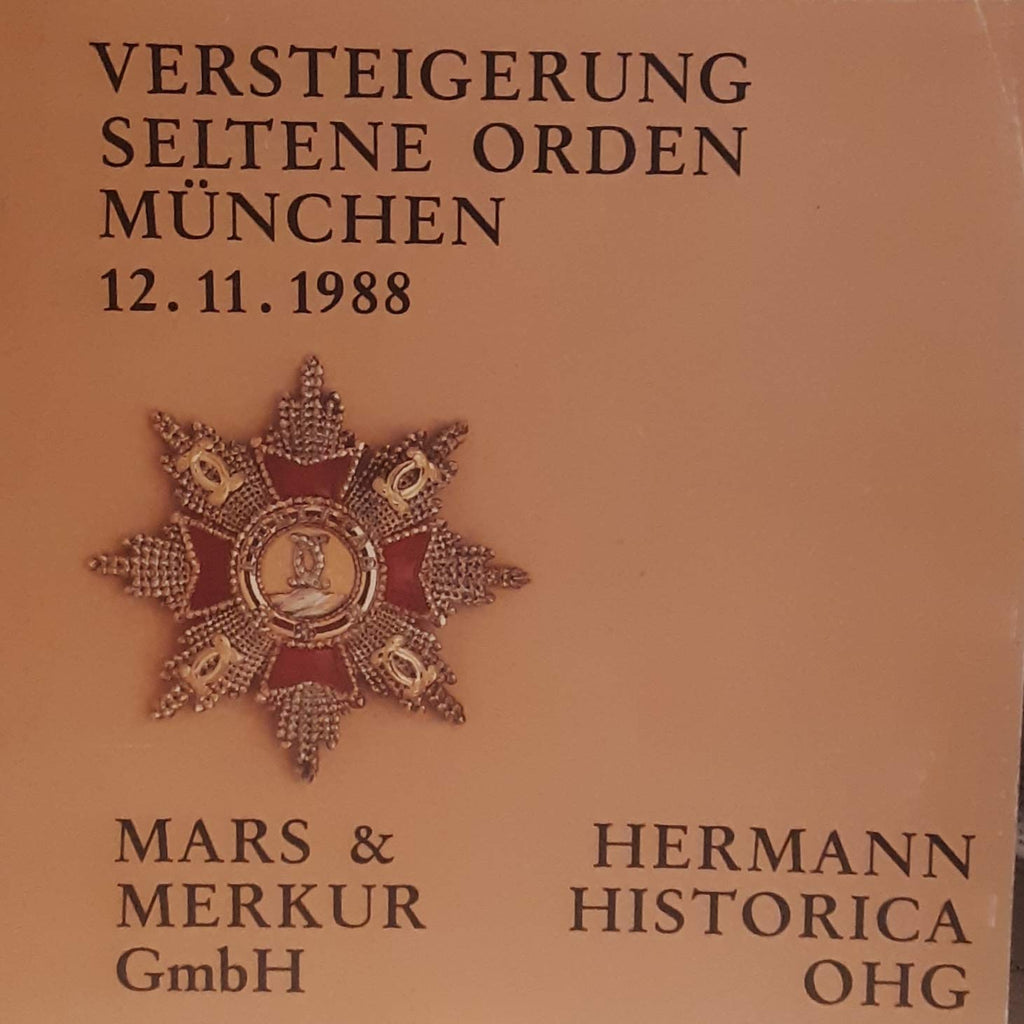 VERSTEIGERUNG
SELTENE ORDEN
MÜNCHEN
12.11.1988
MARS &
MERKUR
GmbH
HERMANN
HISTORICA
OHG